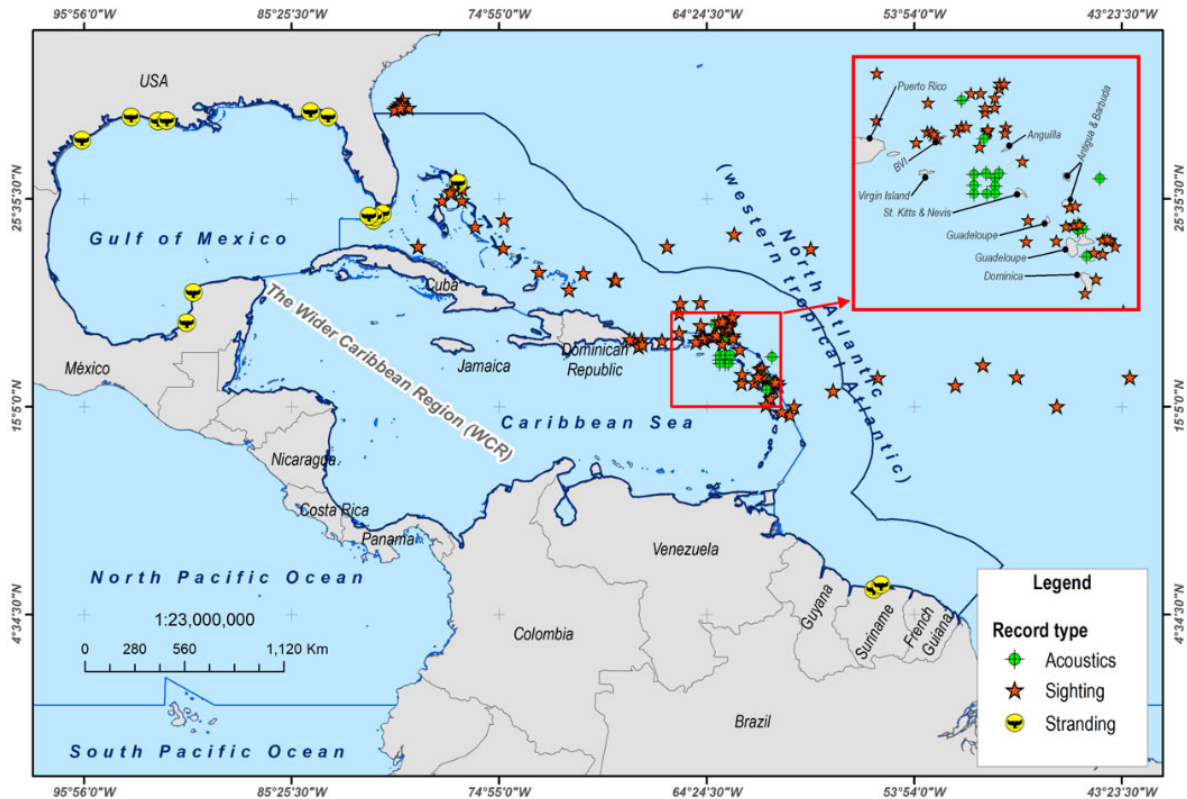 95°56'0"W 85°25'30"W 74°55'0"W 64°24'30"W 53°54'0"W 43°23'30"W
25°35'30"N
15°5'0"N
4°34'30"N
25°35'30"N
15°5'0"N
4°34'30"N
USA
Gulf of Mexico
México
Cuba
The Wider Caribbean Region (WCR)
Jamaica
Dominican
Republic
Caribbean Sea
North Atlantic
(western tropical Atlantic)
Nicaragua
Costa Rica
Panama
Venezuela
Colombia
Guyana
Suriname
French
Guiana
Brazil
North Pacific Ocean
South Pacific Ocean
1:23,000,000
0 280 560 1,120 Km
Puerto Rico
BVI
Anguilla
Antigua & Barbuda
Virgin Island
St. Kitts & Nevis
Guadeloupe
Guadeloupe
Dominica
Legend
Record type
Acoustics
Sighting
Stranding
95°56'0"W 85°25'30"W 74°55'0"W 64°24'30"W 53°54'0"W 43°23'30"W